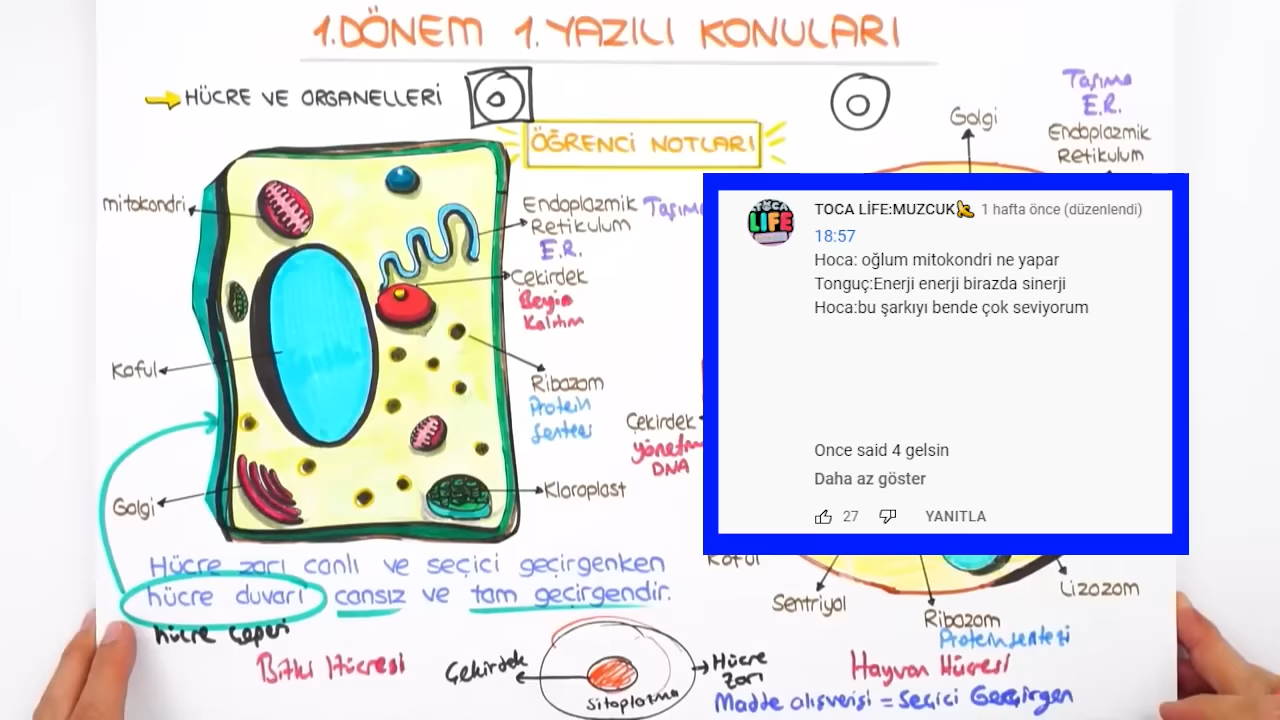 1.DÖNEM 1.YAZILI KONULARI
HÜCRE VE ORGANELLERİ
ÖĞRENCİ NOTLARI
mitokondri
Koful
Golgi
Endoplazmik Taşıma
Retikulum
E.R.
Çekirdek
Beyin
Kalıtım
Ribozom
Protein
Sentezi
Kloroplast
Golgi
Taşıma
E.R.
Endoplazmik
Retikulum
Çekirdek
yönetm
DNA
TOCA LİFE
TOCA LİFE:MUZCUK 1 hafta önce (düzenlendi)
18:57
Hoca: oğlum mitokondri ne yapar
Tonguç:Enerji enerji birazda sinerji
Hoca:bu şarkıyı bende çok seviyorum
Once said 4 gelsin
Daha az göster
27 YANITLA
Koful
Sentriyol
Ribozom
Protein sentezi
Lizozom
Hücre zarı canlı ve seçici geçirgenken
hücre duvarı cansız ve tam geçirgendir.
hücre çeperi
Bitki Hücresi
Çekirdek
Sitoplazma
Hücre
zarı
Hayvan Hücresi
Madde alışverişi = Seçici Geçirgen